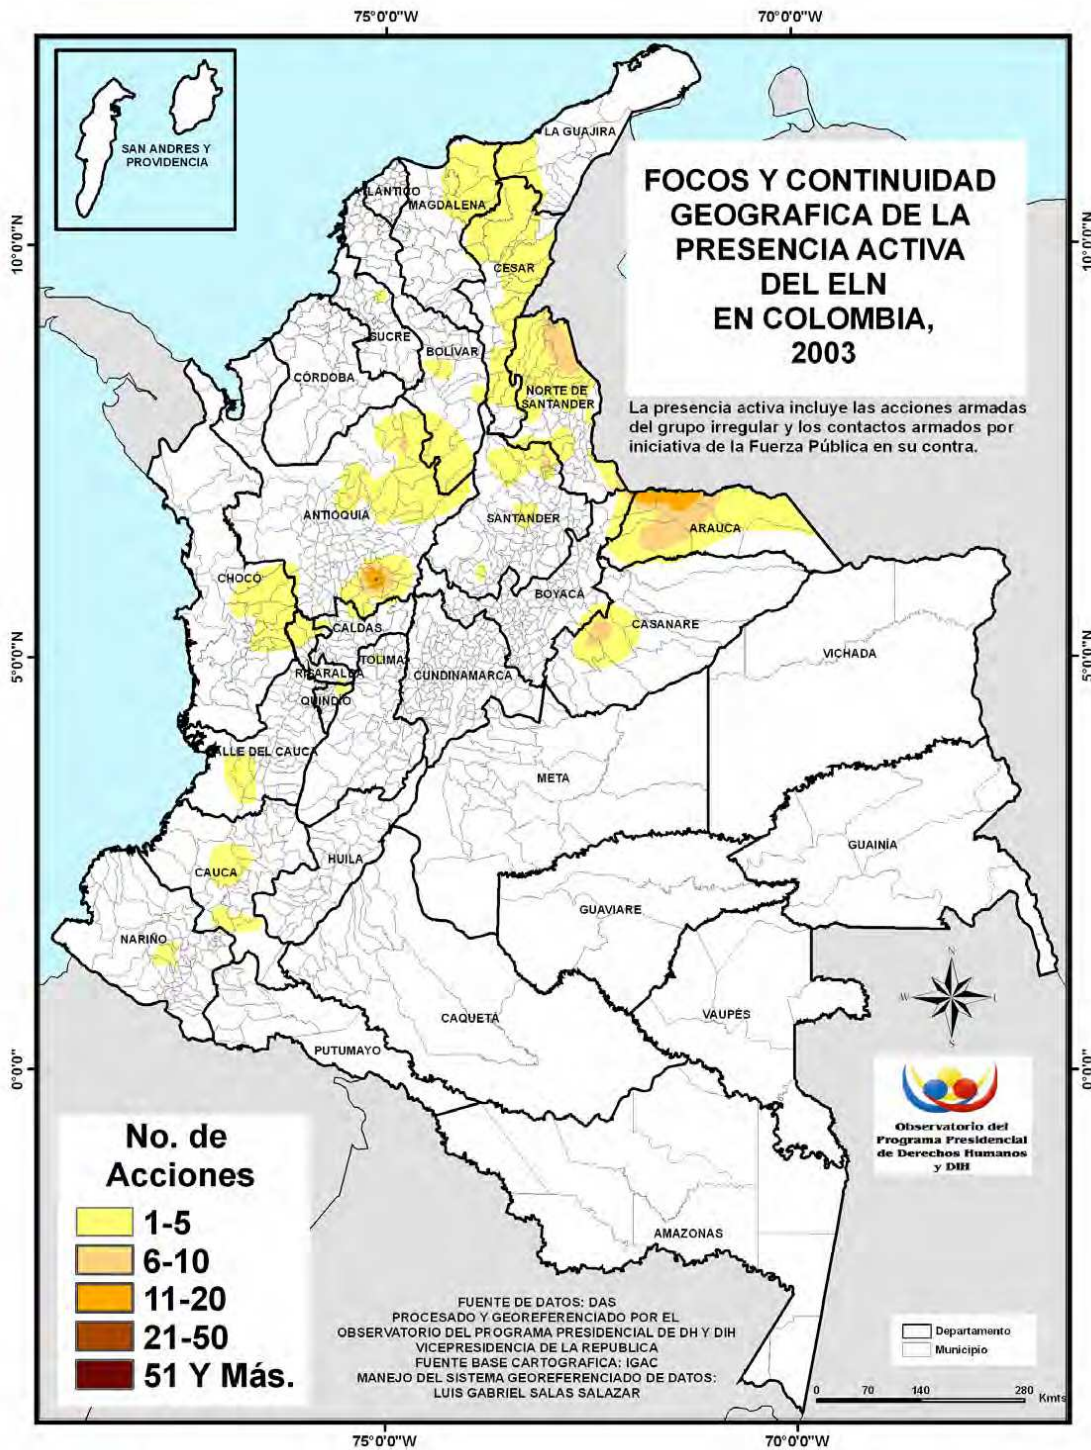 75°0'0"W
70°0'0"W
SAN ANDRES Y
PROVIDENCIA
LA GUAJIRA
FOCOS Y CONTINUIDAD
GEOGRAFICA DE LA
PRESENCIA ACTIVA
DEL ELN
EN COLOMBIA,
2003
ATLÁNTICO
MAGDALENA
10°0'0"N
10°0'0"N
CESAR
SUCRE
BOLÍVAR
CÓRDOBA
NORTE DE
SANTANDER
La presencia activa incluye las acciones armadas
del grupo irregular y los contactos armados por
iniciativa de la Fuerza Pública en su contra.
ANTIOQUIA
SANTANDER
ARAUCA
CHOCÓ
BOYACÁ
CALDAS
CASANARE
5°0'0"N
5°0'0"N
TOLIMA
VICHADA
RISARALDA
CUNDINAMARCA
QUINDIO
VALLE DEL CAUCA
META
HUILA
GUAINÍA
CAUCA
GUAVIARE
NARIÑO
N
W
E
S
CAQUETÁ
VAUPÉS
PUTUMAYO
0°0'0"
0°0'0"
Observatorio del
Programa Presidencial
de Derechos Humanos
y DIH
No. de
Acciones
1-5
6-10
11-20
21-50
51 Y Más.
AMAZONAS
FUENTE DE DATOS: DAS
PROCESADO Y GEOREFERENCIADO POR EL
OBSERVATORIO DEL PROGRAMA PRESIDENCIAL DE DH Y DIH
VICEPRESIDENCIA DE LA REPUBLICA
FUENTE BASE CARTOGRAFICA: IGAC
MANEJO DEL SISTEMA GEOREFERENCIADO DE DATOS:
LUIS GABRIEL SALAS SALAZAR
Departamento
Municipio
0 70 140 280 Kmts
75°0'0"W
70°0'0"W